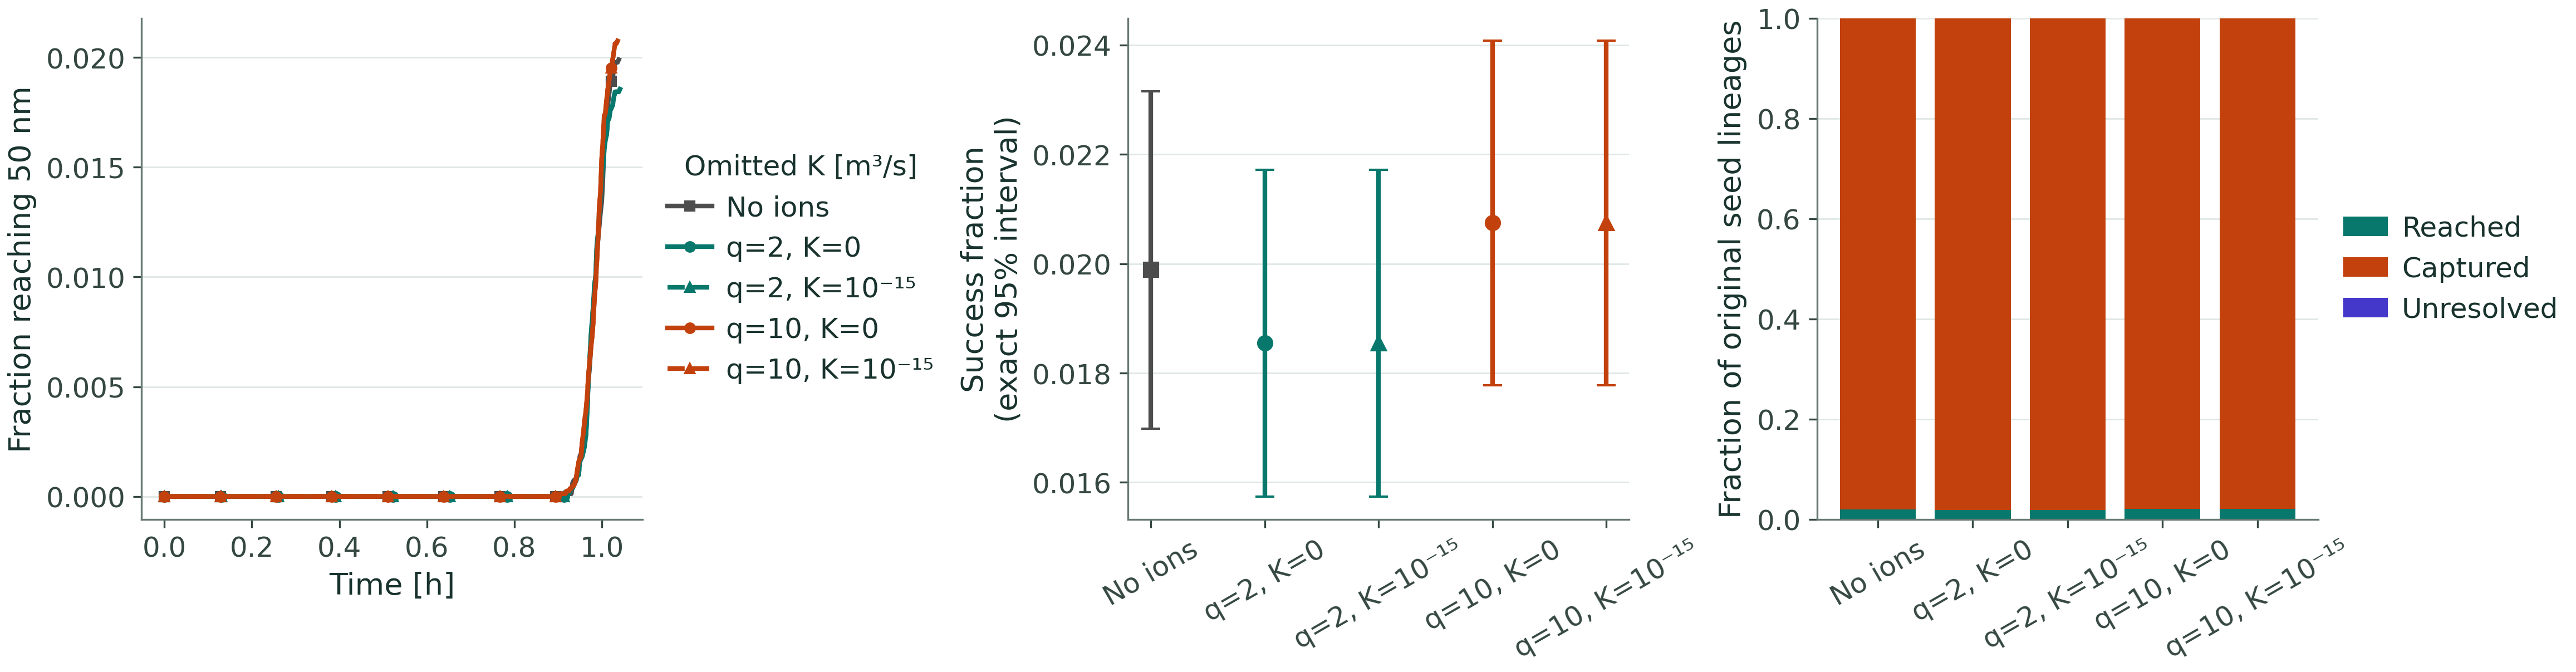 Fraction reaching 50 nm
0.020
0.015
0.010
0.005
0.000
0.0 0.2 0.4 0.6 0.8 1.0
Time [h]
Omitted K [m³/s]
No ions
q=2, K=0
q=2, K=10⁻¹⁵
q=10, K=0
q=10, K=10⁻¹⁵
Success fraction
(exact 95% interval)
0.024
0.022
0.020
0.018
0.016
No ions
q=2, K=0
q=2, K=10⁻¹⁵
q=10, K=0
q=10, K=10⁻¹⁵
Fraction of original seed lineages
1.0
0.8
0.6
0.4
0.2
0.0
No ions
q=2, K=0
q=2, K=10⁻¹⁵
q=10, K=0
q=10, K=10⁻¹⁵
Reached
Captured
Unresolved